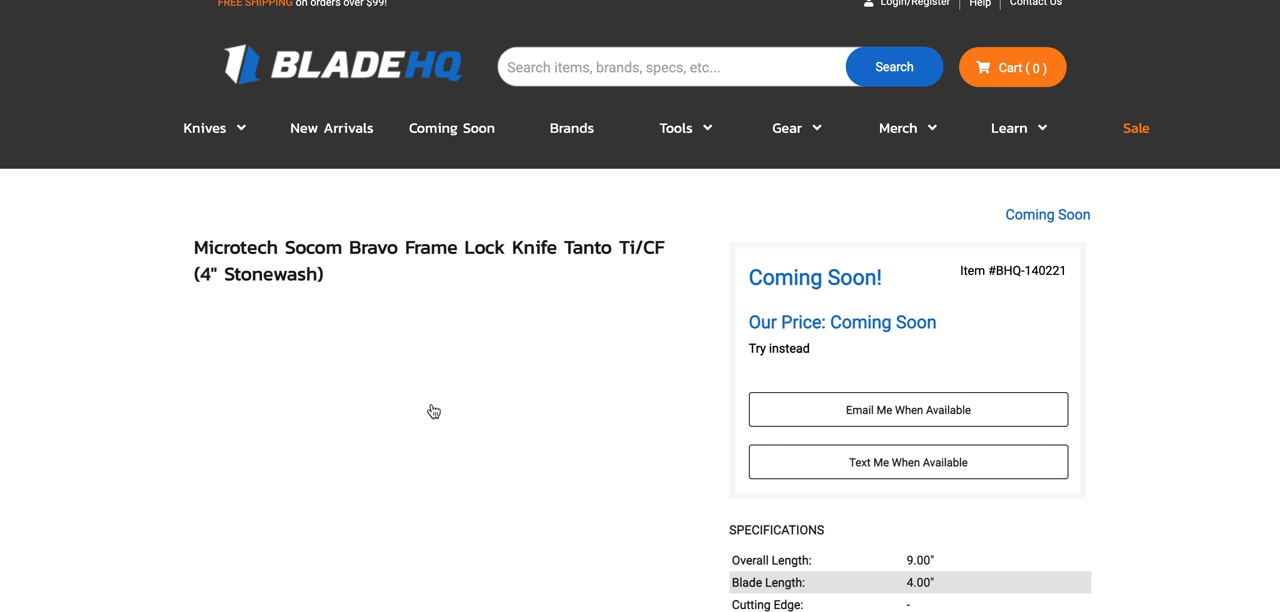 FREE SHIPPING on orders over $99!
Login/Register Help Contact Us
BLADEHQ
Search items, brands, specs, etc...
Search
Cart ( 0 )
Knives New Arrivals Coming Soon Brands Tools Gear Merch Learn Sale
Coming Soon
Microtech Socom Bravo Frame Lock Knife Tanto Ti/CF
(4" Stonewash)
Coming Soon!
Item #BHQ-140221
Our Price: Coming Soon
Try instead
Email Me When Available
Text Me When Available
SPECIFICATIONS
Overall Length: 9.00"
Blade Length: 4.00"
Cutting Edge: -